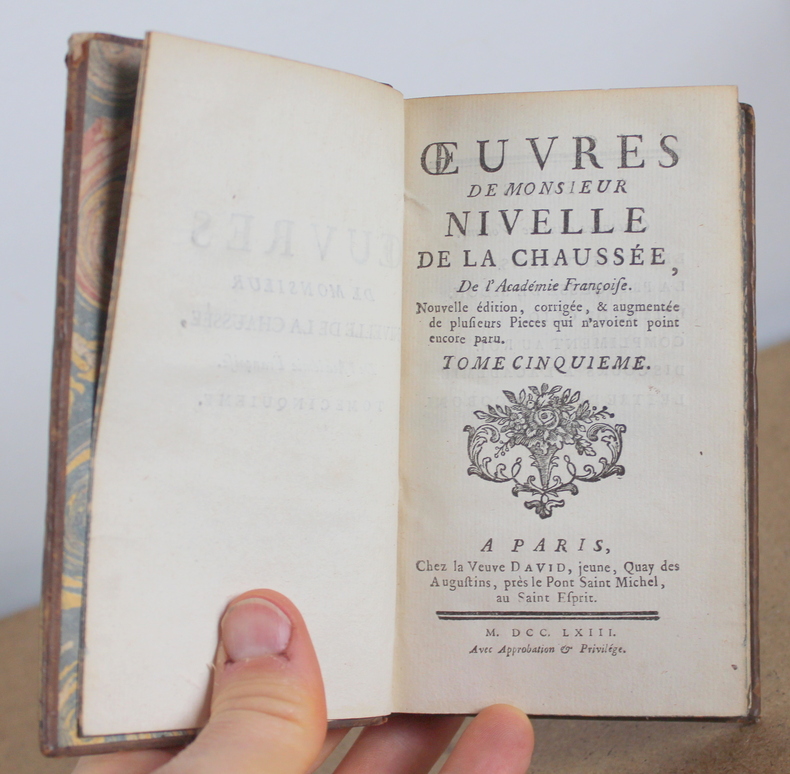 ŒUVRES
DE MONSIEUR
NIVELLE
DE LA CHAUSSÉE,
De l'Académie Françoiſe.
Nouvelle édition, corrigée, & augmentée
de pluſieurs Pieces qui n'avoient point
encore paru.
TOME CINQUIEME.
A PARIS,
Chez la Veuve DAVID, jeune, Quay des
Auguſtins, près le Pont Saint Michel,
au Saint Eſprit.
M. DCC. LXIII.
Avec Approbation & Privilége.